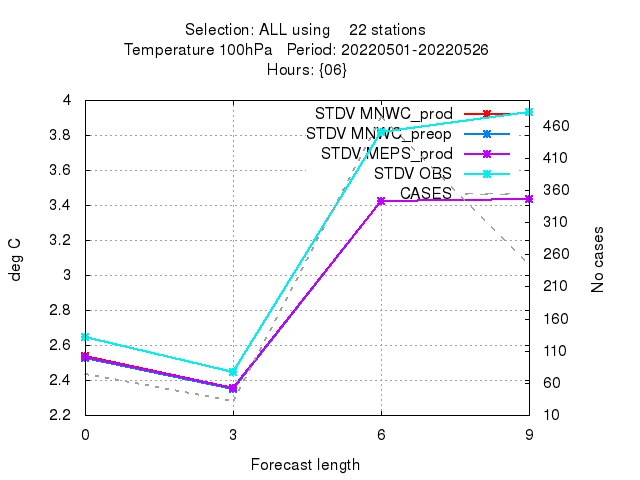 Selection: ALL using    22 stations
Temperature 100hPa   Period: 20220501-20220526
Hours: {06}
4
3.8
3.6
3.4
3.2
3
2.8
2.6
2.4
2.2
deg C
STDV MNWC_prod
STDV MNWC_preop
STDV MEPS_prod
STDV OBS
CASES
460
410
360
310
260
210
160
110
60
10
No cases
0 3 6 9
Forecast length